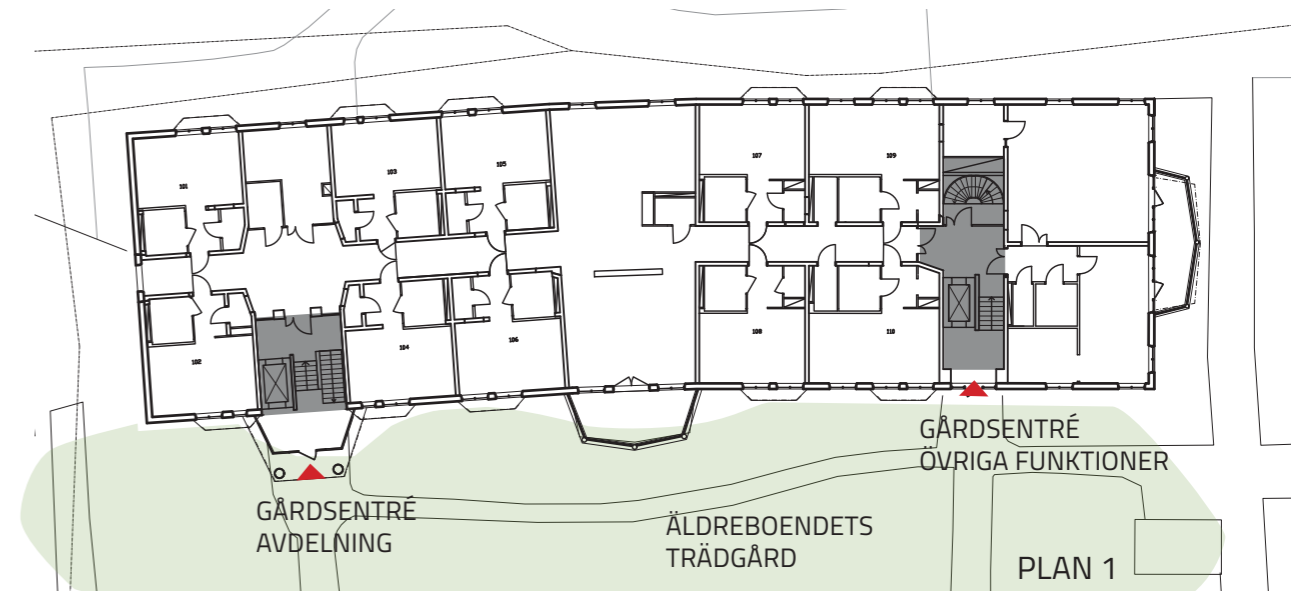 101
103
105
107
109
102
104
106
108
110
GÅRDSENTRÉ
AVDELNING
ÄLDREBOENDETS
TRÄDGÅRD
GÅRDSENTRÉ
ÖVRIGA FUNKTIONER
PLAN 1